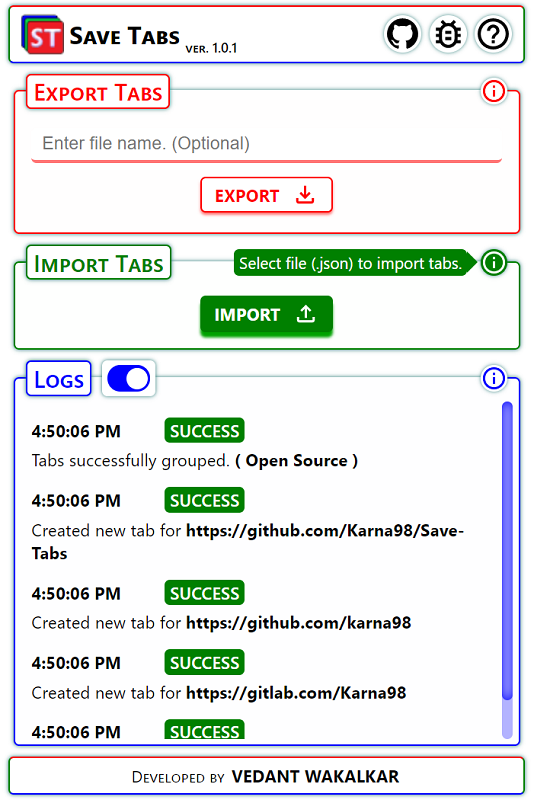 ST Save Tabs ver. 1.0.1
Export Tabs
Enter file name. (Optional)
EXPORT
Import Tabs Select file (.json) to import tabs.
IMPORT
Logs
4:50:06 PM SUCCESS
Tabs successfully grouped. ( Open Source )
4:50:06 PM SUCCESS
Created new tab for https://github.com/Karna98/Save-
Tabs
4:50:06 PM SUCCESS
Created new tab for https://github.com/karna98
4:50:06 PM SUCCESS
Created new tab for https://gitlab.com/Karna98
4:50:06 PM SUCCESS
Developed by VEDANT WAKALKAR